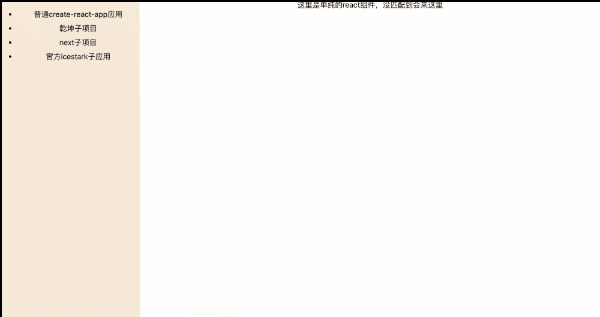 这里是单纯的react组件，没匹配到会来这里
普通create-react-app应用
乾坤子项目
next子项目
官方icestark子应用